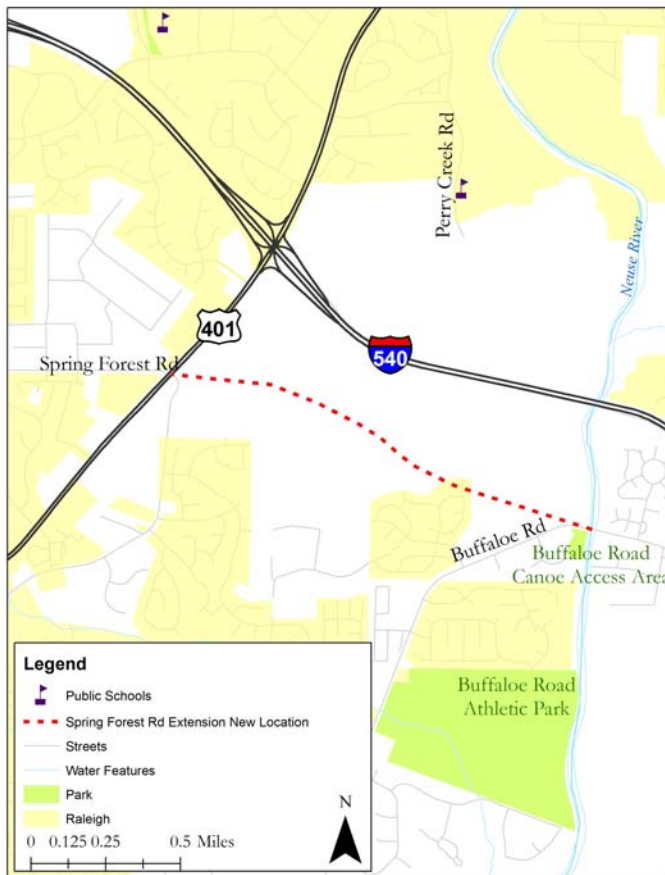 Perry Creek Rd
Neuse River
401
540
Spring Forest Rd
Buffaloe Rd
Buffaloe Road
Canoe Access Area
Buffaloe Road
Athletic Park
Legend
Public Schools
Spring Forest Rd Extension New Location
Streets
Water Features
Park
Raleigh
N
0 0.125 0.25 0.5 Miles